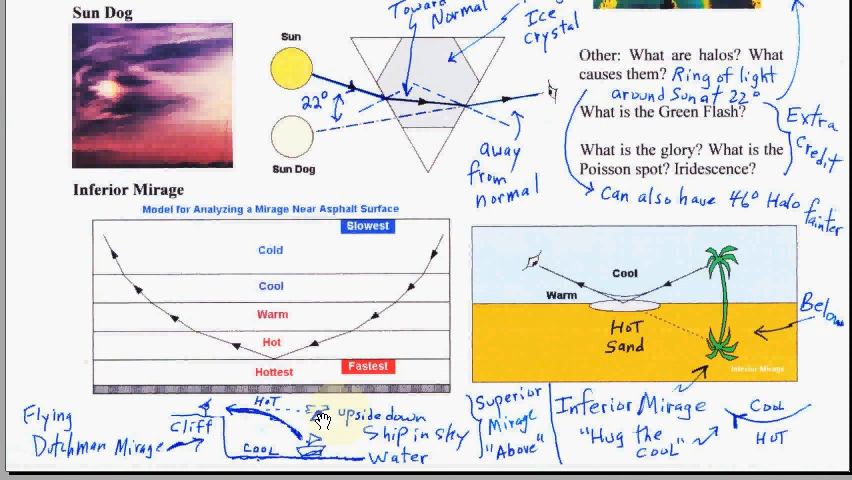 Sun Dog
Toward
Normal
Ice
Crystal
Sun
22°
Sun Dog
away
from
normal
Other: What are halos? What
causes them? Ring of light
around Sun at 22°
What is the Green Flash?
What is the glory? What is the
Poisson spot? Iridescence?
Extra
Credit
Can also have 46° Halo
fainter
Inferior Mirage
Model for Analyzing a Mirage Near Asphalt Surface
Slowest
Cold
Cool
Warm
Hot
Hottest
Fastest
Cool
Warm
HOT
Sand
Inferior Mirage
Below
Flying
Dutchman Mirage
cliff
HOT
COOL
upside down
Ship in sky
Water
Superior
Mirage
"Above"
Inferior Mirage
"Hug the
COOL"
COOL
HOT